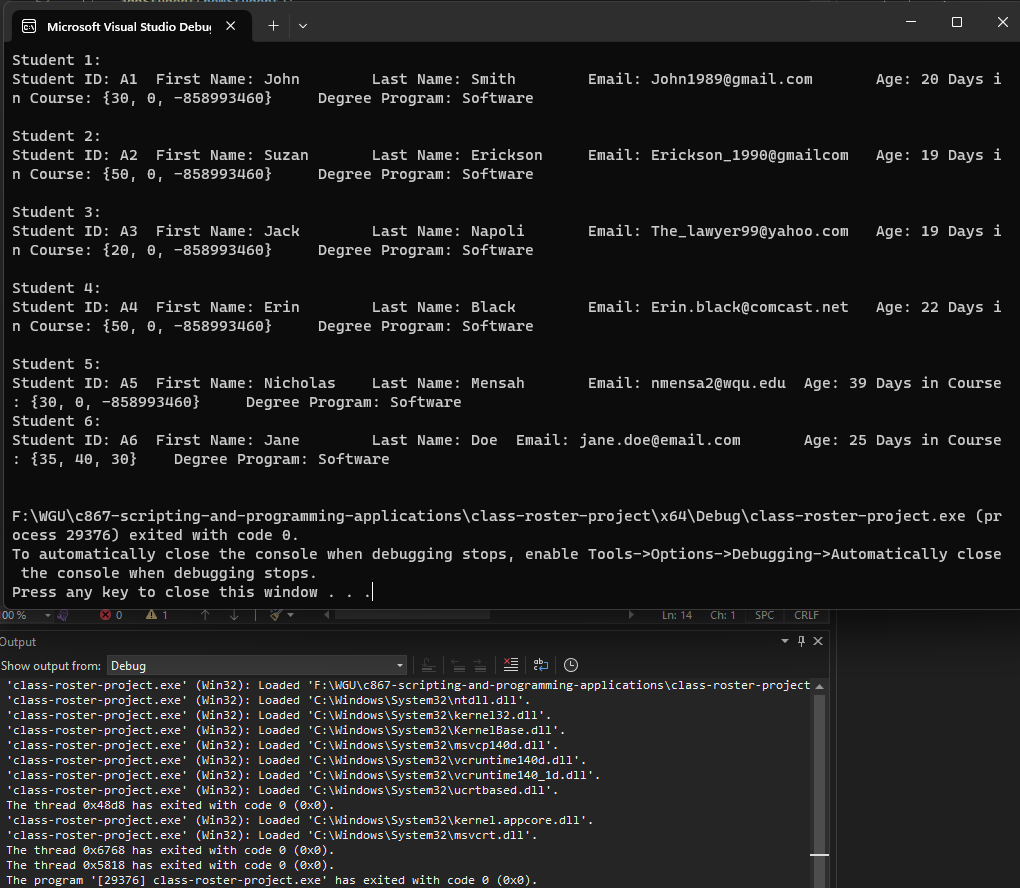 Microsoft Visual Studio Debug
Student 1:
Student ID: A1  First Name: John        Last Name: Smith        Email: John1989@gmail.com       Age: 20 Days i
n Course: {30, 0, -858993460}     Degree Program: Software
Student 2:
Student ID: A2  First Name: Suzan       Last Name: Erickson     Email: Erickson_1990@gmailcom   Age: 19 Days i
n Course: {50, 0, -858993460}     Degree Program: Software
Student 3:
Student ID: A3  First Name: Jack        Last Name: Napoli       Email: The_lawyer99@yahoo.com   Age: 19 Days i
n Course: {20, 0, -858993460}     Degree Program: Software
Student 4:
Student ID: A4  First Name: Erin        Last Name: Black        Email: Erin.black@comcast.net   Age: 22 Days i
n Course: {50, 0, -858993460}     Degree Program: Software
Student 5:
Student ID: A5  First Name: Nicholas    Last Name: Mensah       Email: nmensa2@wqu.edu  Age: 39 Days in Course
: {30, 0, -858993460}     Degree Program: Software
Student 6:
Student ID: A6  First Name: Jane        Last Name: Doe  Email: jane.doe@email.com       Age: 25 Days in Course
: {35, 40, 30}    Degree Program: Software
F:\WGU\c867-scripting-and-programming-applications\class-roster-project\x64\Debug\class-roster-project.exe (pr
ocess 29376) exited with code 0.
To automatically close the console when debugging stops, enable Tools->Options->Debugging->Automatically close
 the console when debugging stops.
Press any key to close this window . . .
00 % 0 1 Ln: 14 Ch: 1 SPC CRLF
Output
Show output from: Debug
'class-roster-project.exe' (Win32): Loaded 'F:\WGU\c867-scripting-and-programming-applications\class-roster-project
'class-roster-project.exe' (Win32): Loaded 'C:\Windows\System32\ntdll.dll'.
'class-roster-project.exe' (Win32): Loaded 'C:\Windows\System32\kernel32.dll'.
'class-roster-project.exe' (Win32): Loaded 'C:\Windows\System32\KernelBase.dll'.
'class-roster-project.exe' (Win32): Loaded 'C:\Windows\System32\msvcp140d.dll'.
'class-roster-project.exe' (Win32): Loaded 'C:\Windows\System32\vcruntime140d.dll'.
'class-roster-project.exe' (Win32): Loaded 'C:\Windows\System32\vcruntime140_1d.dll'.
'class-roster-project.exe' (Win32): Loaded 'C:\Windows\System32\ucrtbased.dll'.
The thread 0x48d8 has exited with code 0 (0x0).
'class-roster-project.exe' (Win32): Loaded 'C:\Windows\System32\kernel.appcore.dll'.
'class-roster-project.exe' (Win32): Loaded 'C:\Windows\System32\msvcrt.dll'.
The thread 0x6768 has exited with code 0 (0x0).
The thread 0x5818 has exited with code 0 (0x0).
The program '[29376] class-roster-project.exe' has exited with code 0 (0x0).